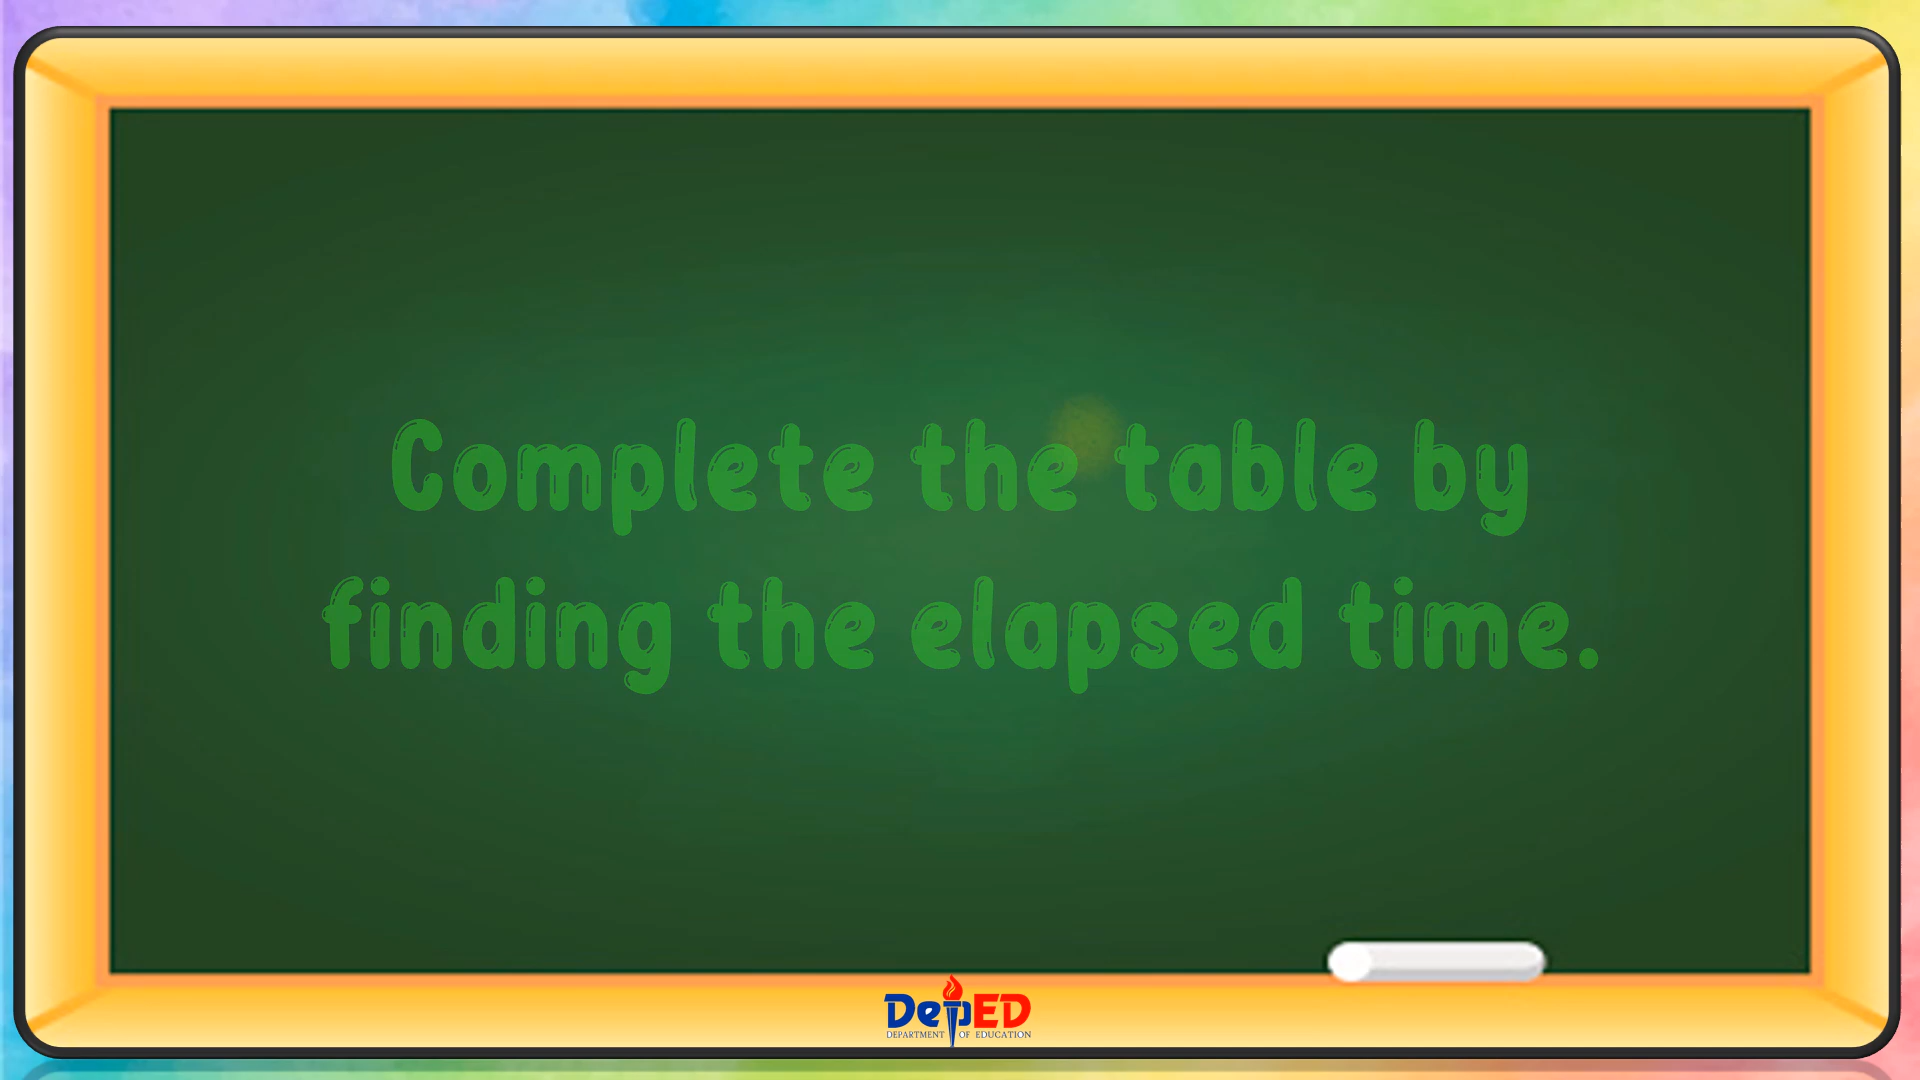 Complete the table by
finding the elapsed time.
DepED
DEPARTMENT OF EDUCATION